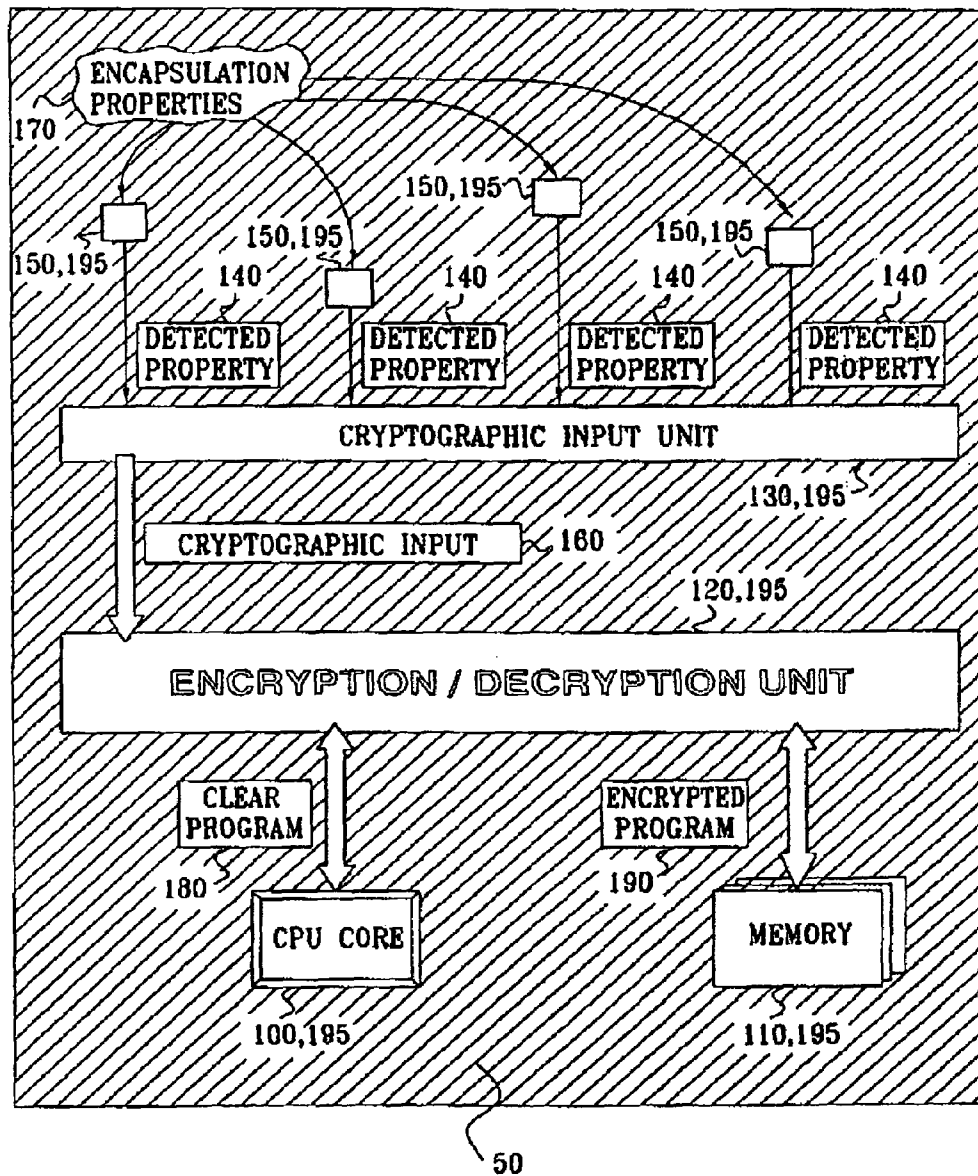 ENCAPSULATION
PROPERTIES
170
150,195
150,195
150,195
150,195
140
140
140
140
DETECTED
PROPERTY
DETECTED
PROPERTY
DETECTED
PROPERTY
DETECTED
PROPERTY
CRYPTOGRAPHIC INPUT UNIT
130,195
CRYPTOGRAPHIC INPUT
160
120,195
ENCRYPTION / DECRYPTION UNIT
CLEAR
PROGRAM
180
ENCRYPTED
PROGRAM
190
CPU CORE
MEMORY
100,195
110,195
50